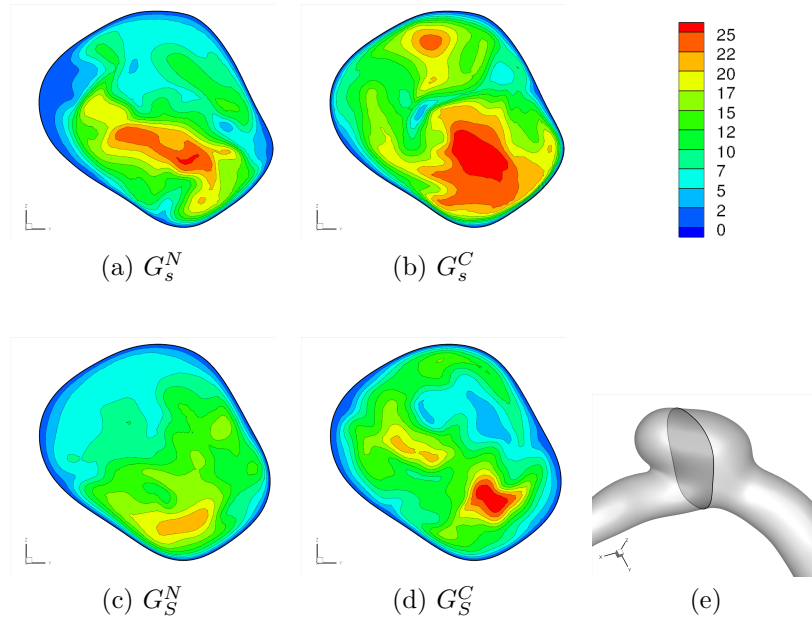 25
22
20
17
15
12
10
7
5
2
0
Z
Y
Z
Y
(a) $G_s^N$
(b) $G_s^C$
Z
Y
Z
Y
X
Z
Y
(c) $G_S^N$
(d) $G_S^C$
(e)